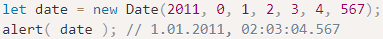 let date = new Date(2011, 0, 1, 2, 3, 4, 567);
alert( date ); // 1.01.2011, 02:03:04.567